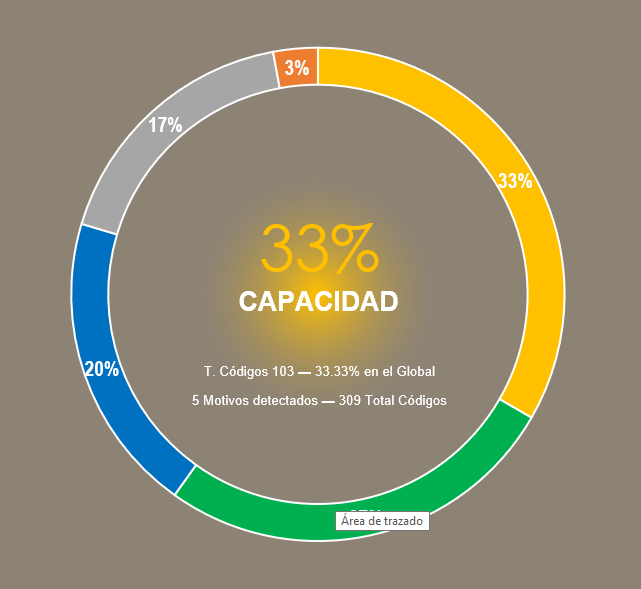 3%
17%
33%
33%
CAPACIDAD
20%
T. Códigos 103 — 33.33% en el Global
5 Motivos detectados — 309 Total Códigos
Área de trazado